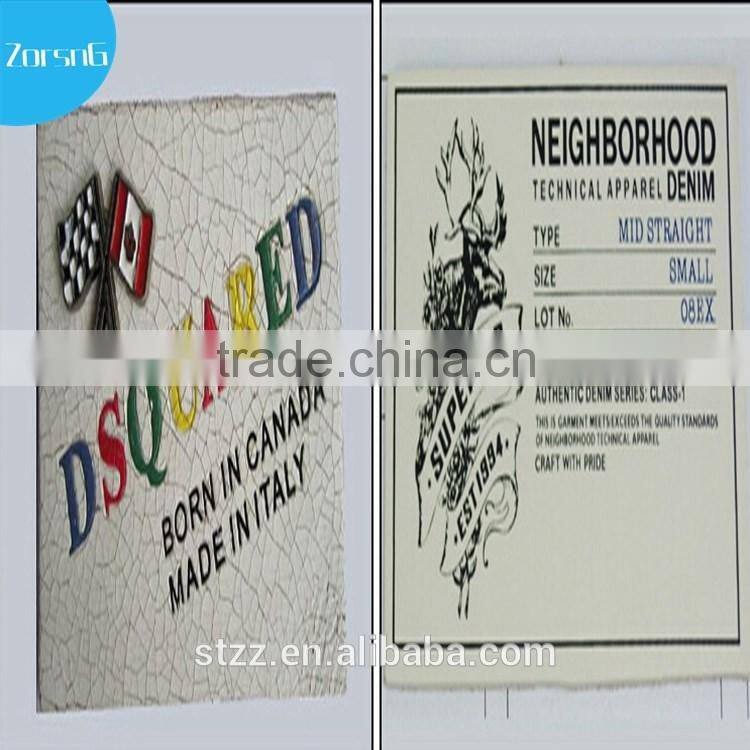 ZorsnG
DSQUARED
BORN IN CANADA
MADE IN ITALY
NEIGHBORHOOD
TECHNICAL APPAREL DENIM
TYPE MID STRAIGHT
SIZE SMALL
LOT No. 08EX
AUTHENTIC DENIM SERIES: CLASS-1
THIS IS GARMENT MEETS/EXCEEDS THE QUALITY STANDARDS
OF NEIGHBORHOOD TECHNICAL APPAREL
CRAFT WITH PRIDE
EST 1994.
trade.china.cn
stzz.en.alibaba.com